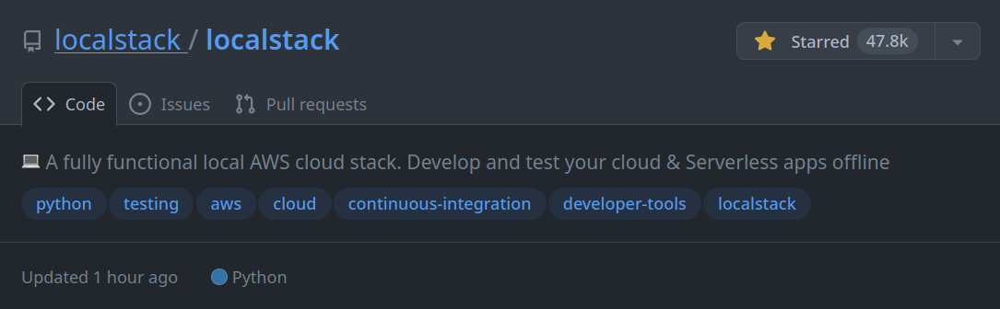 localstack / localstack
Starred 47.8k
Code Issues Pull requests
💻 A fully functional local AWS cloud stack. Develop and test your cloud & Serverless apps offline
python testing aws cloud continuous-integration developer-tools localstack
Updated 1 hour ago Python